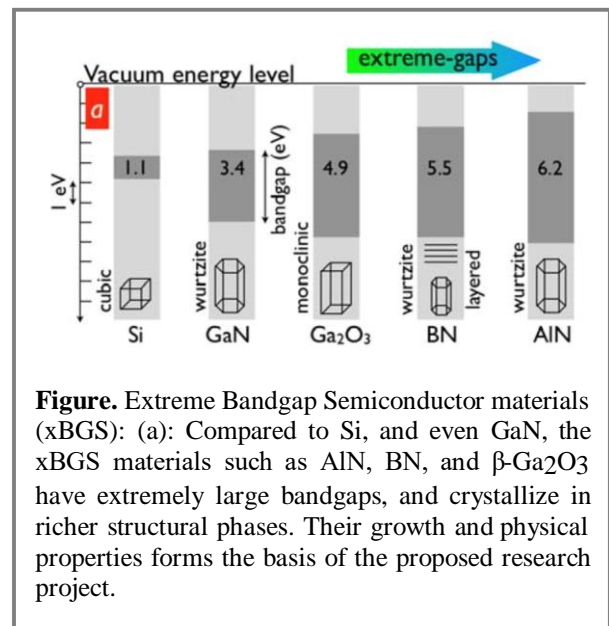 extreme-gaps
Vacuum energy level
a
1.1
3.4
4.9
5.5
6.2
1 eV
bandgap (eV)
cubic
wurtzite
monoclinic
wurtzite
layered
wurtzite
Si
GaN
Ga2O3
BN
AlN
Figure. Extreme Bandgap Semiconductor materials
(xBGS): (a): Compared to Si, and even GaN, the
xBGS materials such as AlN, BN, and β-Ga2O3
have extremely large bandgaps, and crystallize in
richer structural phases. Their growth and physical
properties forms the basis of the proposed research
project.